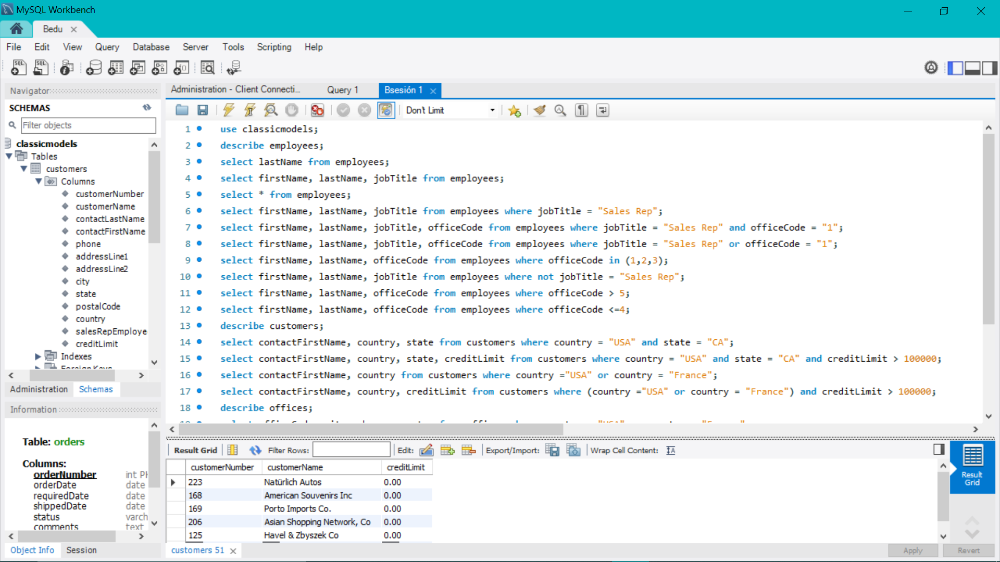 MySQL Workbench
Bedu
File Edit View Query Database Server Tools Scripting Help
Navigator
SCHEMAS
Filter objects
classicmodels
Tables
customers
Columns
customerNumber
customerName
contactLastName
contactFirstName
phone
addressLine1
addressLine2
city
state
postalCode
country
salesRepEmploye
creditLimit
Indexes
Foreign Keys
Administration Schemas
Information
Table: orders
Columns:
orderNumber int PK
orderDate date
requiredDate date
shippedDate date
status varch
comments text
Object Info Session
Administration - Client Connecti... Query 1 Bsesión 1
Don't Limit
1 use classicmodels;
2 describe employees;
3 select lastName from employees;
4 select firstName, lastName, jobTitle from employees;
5 select * from employees;
6 select firstName, lastName, jobTitle from employees where jobTitle = "Sales Rep";
7 select firstName, lastName, jobTitle, officeCode from employees where jobTitle = "Sales Rep" and officeCode = "1";
8 select firstName, lastName, jobTitle, officeCode from employees where jobTitle = "Sales Rep" or officeCode = "1";
9 select firstName, lastName, officeCode from employees where officeCode in (1,2,3);
10 select firstName, lastName, jobTitle from employees where not jobTitle = "Sales Rep";
11 select firstName, lastName, officeCode from employees where officeCode > 5;
12 select firstName, lastName, officeCode from employees where officeCode <=4;
13 describe customers;
14 select contactFirstName, country, state from customers where country = "USA" and state = "CA";
15 select contactFirstName, country, state, creditLimit from customers where country = "USA" and state = "CA" and creditLimit > 100000;
16 select contactFirstName, country from customers where country ="USA" or country = "France";
17 select contactFirstName, country, creditLimit from customers where (country ="USA" or country = "France") and creditLimit > 100000;
18 describe offices;
Result Grid Filter Rows: Edit: Export/Import: Wrap Cell Content:
customerNumber customerName creditLimit
223 Natürlich Autos 0.00
168 American Souvenirs Inc 0.00
169 Porto Imports Co. 0.00
206 Asian Shopping Network, Co 0.00
125 Havel & Zbyszek Co 0.00
Result
Grid
customers 51
Apply Revert